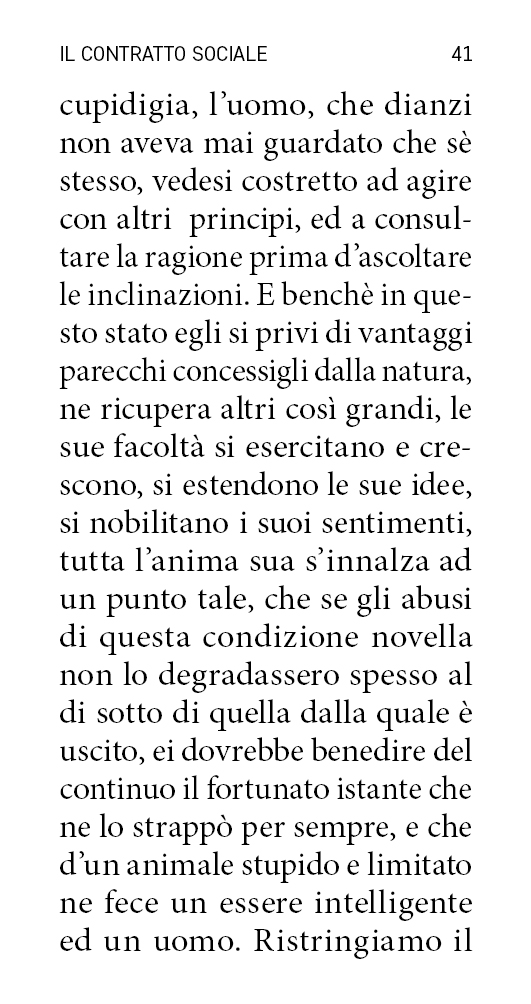 IL CONTRATTO SOCIALE 41
cupidigia, l’uomo, che dianzi
non aveva mai guardato che sè
stesso, vedesi costretto ad agire
con altri  principi, ed a consul-
tare la ragione prima d’ascoltare
le inclinazioni. E benchè in que-
sto stato egli si privi di vantaggi
parecchi concessigli dalla natura,
ne ricupera altri così grandi, le
sue facoltà si esercitano e cre-
scono, si estendono le sue idee,
si nobilitano i suoi sentimenti,
tutta l’anima sua s’innalza ad
un punto tale, che se gli abusi
di questa condizione novella
non lo degradassero spesso al
di sotto di quella dalla quale è
uscito, ei dovrebbe benedire del
continuo il fortunato istante che
ne lo strappò per sempre, e che
d’un animale stupido e limitato
ne fece un essere intelligente
ed un uomo. Ristringiamo il